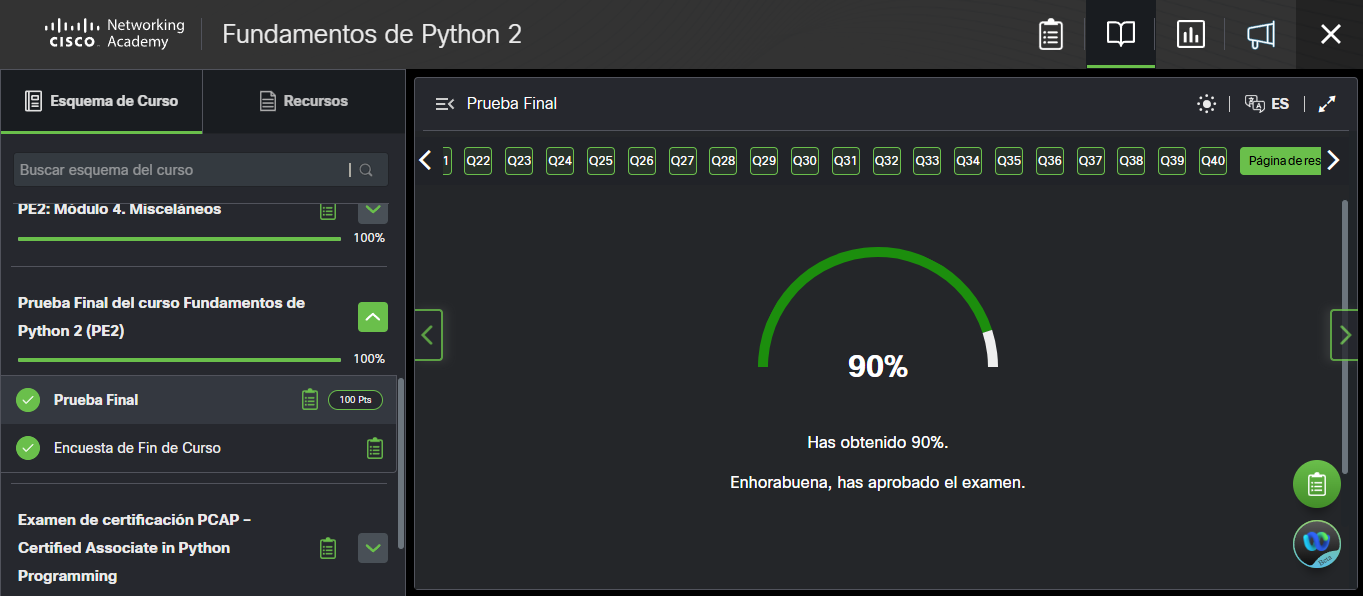 Networking
CISCO Academy
Fundamentos de Python 2
Esquema de Curso
Recursos
Buscar esquema del curso
PE2: Módulo 4. Misceláneos
100%
Prueba Final del curso Fundamentos de
Python 2 (PE2)
100%
Prueba Final
100 Pts
Encuesta de Fin de Curso
Examen de certificación PCAP –
Certified Associate in Python
Programming
Prueba Final
ES
1 Q22 Q23 Q24 Q25 Q26 Q27 Q28 Q29 Q30 Q31 Q32 Q33 Q34 Q35 Q36 Q37 Q38 Q39 Q40 Página de res
90%
Has obtenido 90%.
Enhorabuena, has aprobado el examen.
Beta